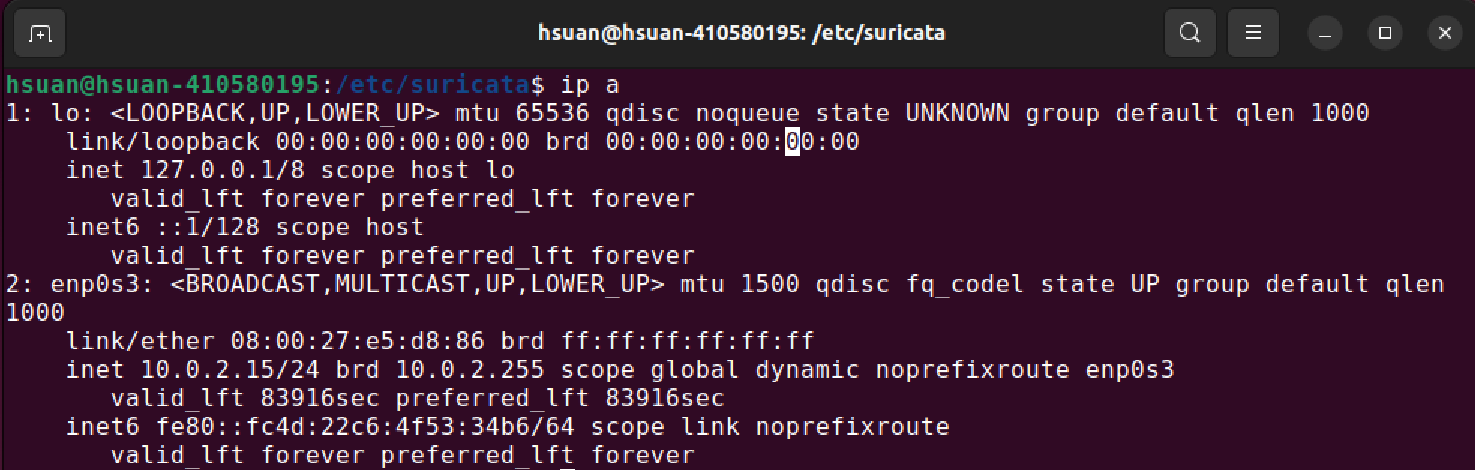 hsuan@hsuan-410580195: /etc/suricata
hsuan@hsuan-410580195:/etc/suricata$ ip a
1: lo: <LOOPBACK,UP,LOWER_UP> mtu 65536 qdisc noqueue state UNKNOWN group default qlen 1000
    link/loopback 00:00:00:00:00:00 brd 00:00:00:00:00:00
    inet 127.0.0.1/8 scope host lo
       valid_lft forever preferred_lft forever
    inet6 ::1/128 scope host
       valid_lft forever preferred_lft forever
2: enp0s3: <BROADCAST,MULTICAST,UP,LOWER_UP> mtu 1500 qdisc fq_codel state UP group default qlen
1000
    link/ether 08:00:27:e5:d8:86 brd ff:ff:ff:ff:ff:ff
    inet 10.0.2.15/24 brd 10.0.2.255 scope global dynamic noprefixroute enp0s3
       valid_lft 83916sec preferred_lft 83916sec
    inet6 fe80::fc4d:22c6:4f53:34b6/64 scope link noprefixroute
       valid_lft forever preferred_lft forever